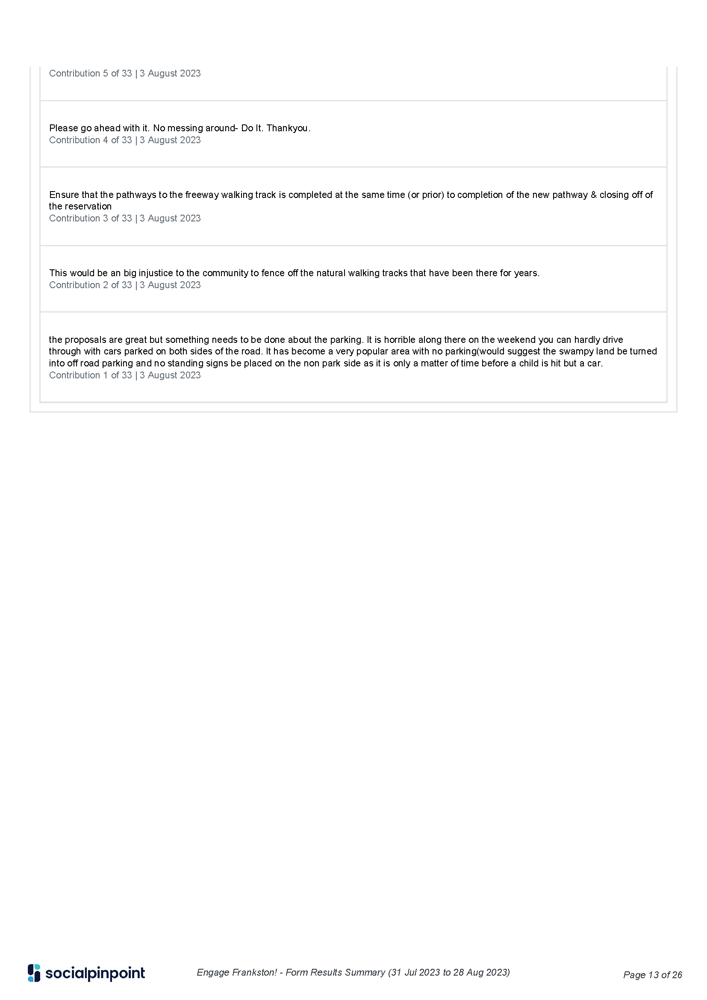 Contribution 5 of 33 | 3 August 2023
Please go ahead with it. No messing around- Do It. Thankyou.
Contribution 4 of 33 | 3 August 2023
Ensure that the pathways to the freeway walking track is completed at the same time (or prior) to completion of the new pathway & closing off of
the reservation
Contribution 3 of 33 | 3 August 2023
This would be an big injustice to the community to fence off the natural walking tracks that have been there for years.
Contribution 2 of 33 | 3 August 2023
the proposals are great but something needs to be done about the parking. It is horrible along there on the weekend you can hardly drive
through with cars parked on both sides of the road. It has become a very popular area with no parking(would suggest the swampy land be turned
into off road parking and no standing signs be placed on the non park side as it is only a matter of time before a child is hit but a car.
Contribution 1 of 33 | 3 August 2023
socialpinpoint
Engage Frankston! - Form Results Summary (31 Jul 2023 to 28 Aug 2023)
Page 13 of 26